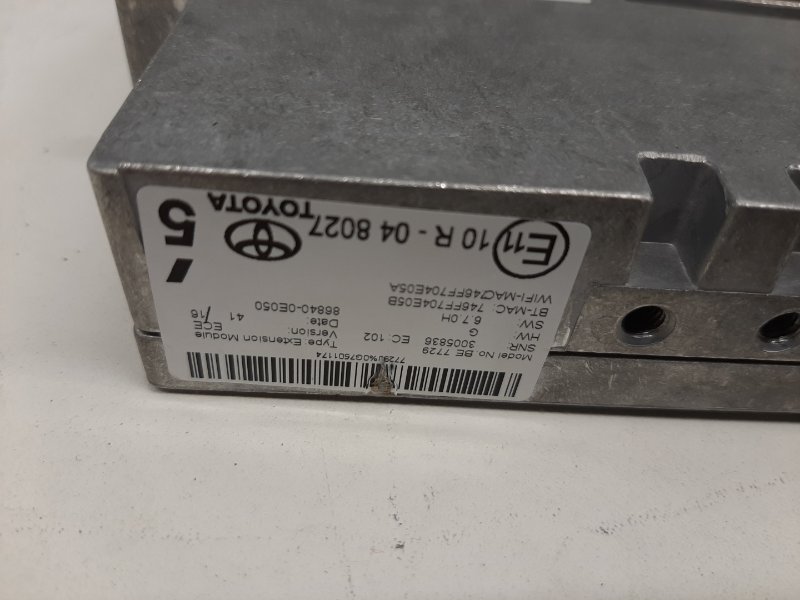 7729U%0G7501174
Model No.:BE 7729 Type: Extension Module
SNR: 3005836 EC: 102 Version: ECE
HW: G Date: 41/16
SW: 6.7.0H 86840-0E050
BT-MAC: 746FF704E05B
WIFI-MAC:746FF704E05A
E11 10 R - 04 8027
TOYOTA
5